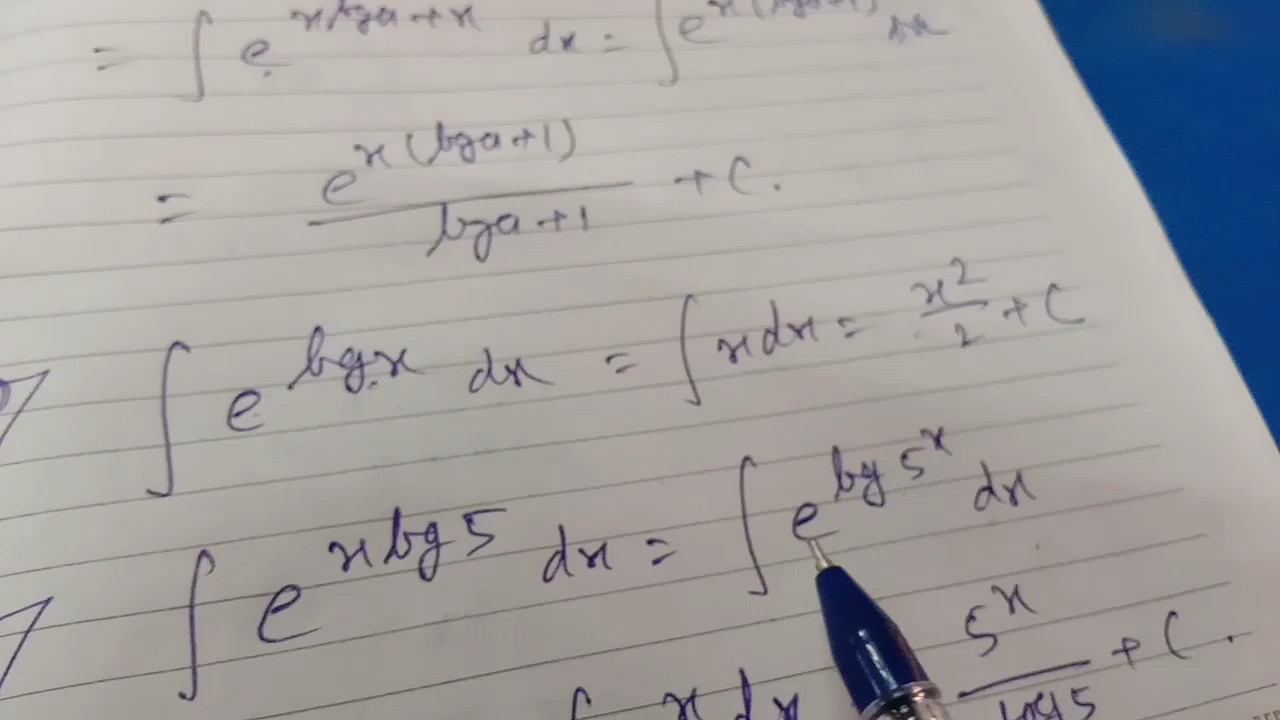 = ∫ e^{x log a + x} dx = ∫ e^{x(log a+1)} dx
= e^{x(log a+1)} / log a+1 + C.
∫ e^{log x} dx = ∫ x dx = x²/2 + C
∫ e^{x log 5} dx = ∫ e^{log 5^x} dx
∫ x dx 5^x / log 5 + C.